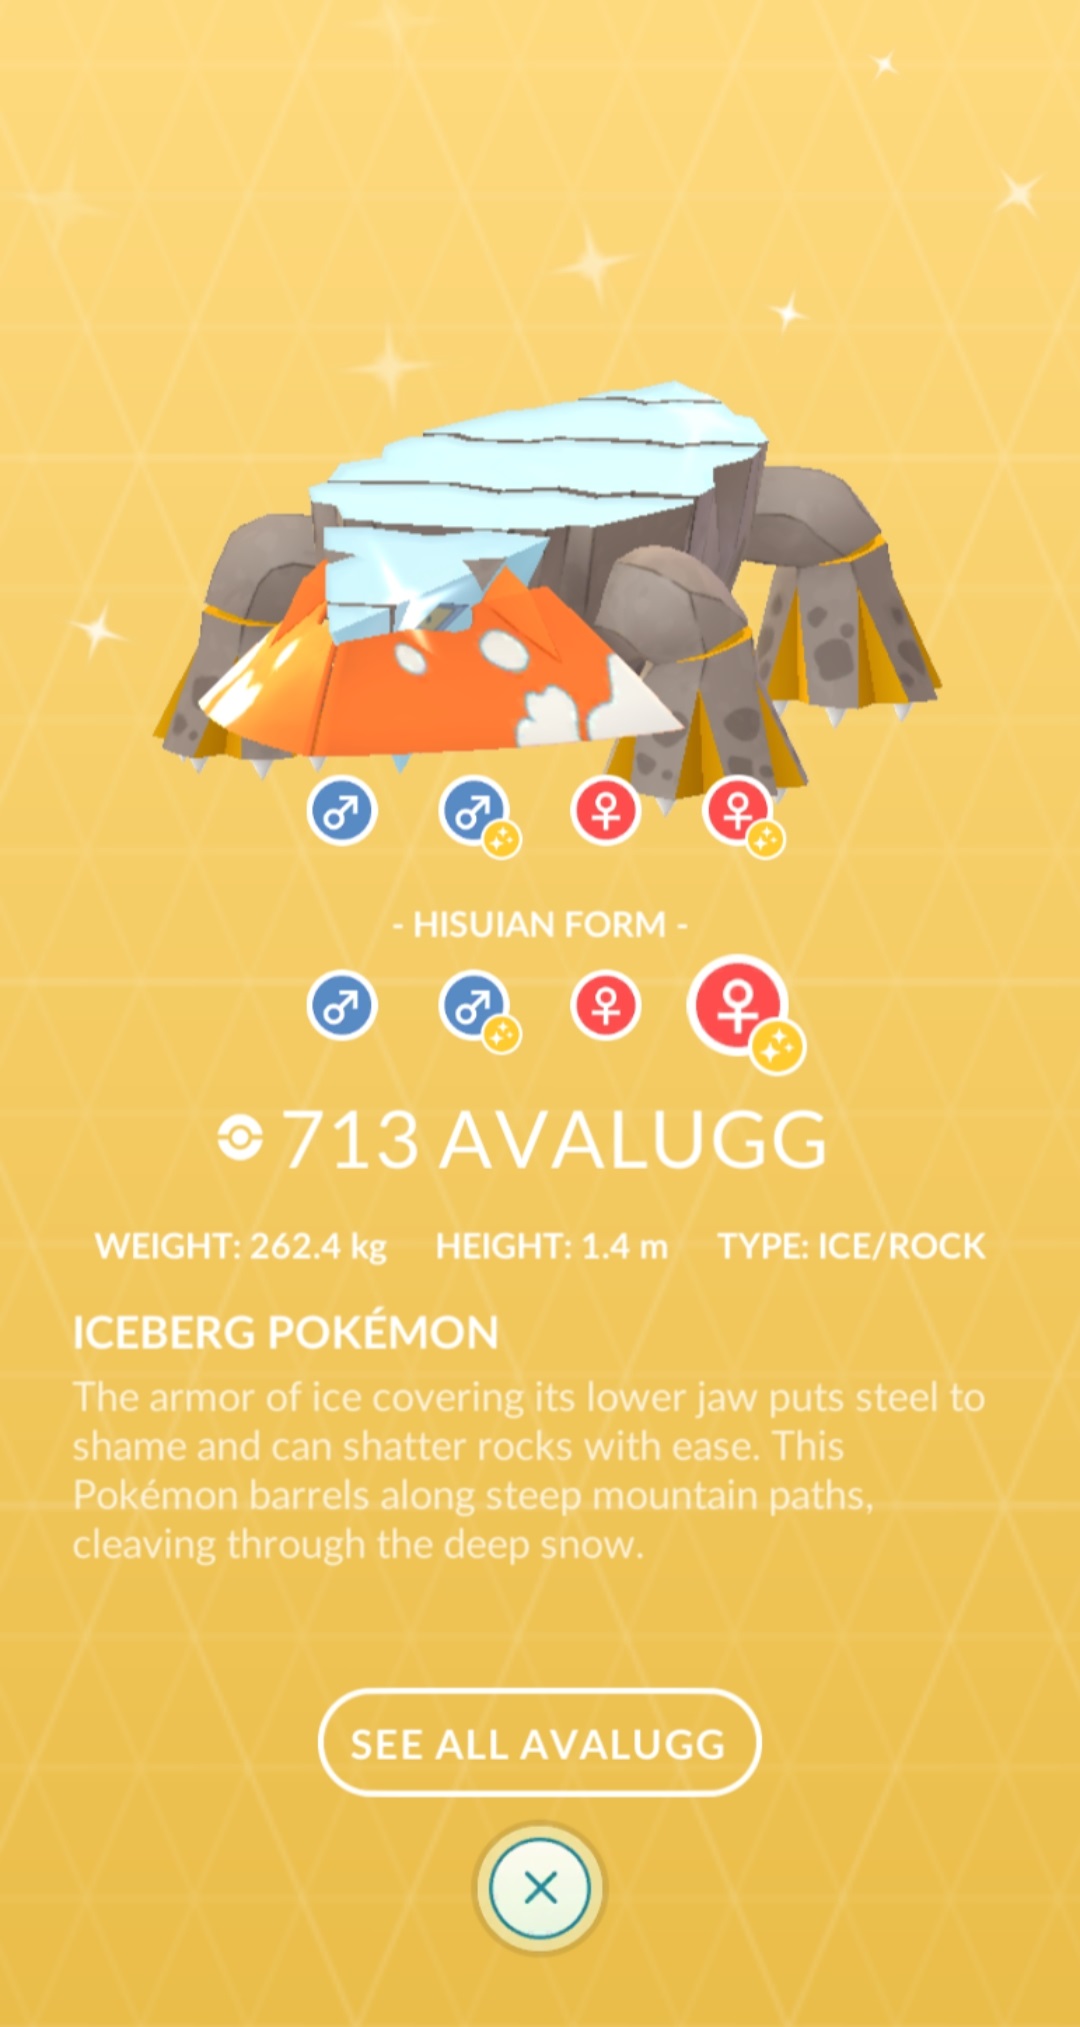 - HISUIAN FORM -
713 AVALUGG
WEIGHT: 262.4 kg HEIGHT: 1.4 m TYPE: ICE/ROCK
ICEBERG POKÉMON
The armor of ice covering its lower jaw puts steel to
shame and can shatter rocks with ease. This
Pokémon barrels along steep mountain paths,
cleaving through the deep snow.
SEE ALL AVALUGG